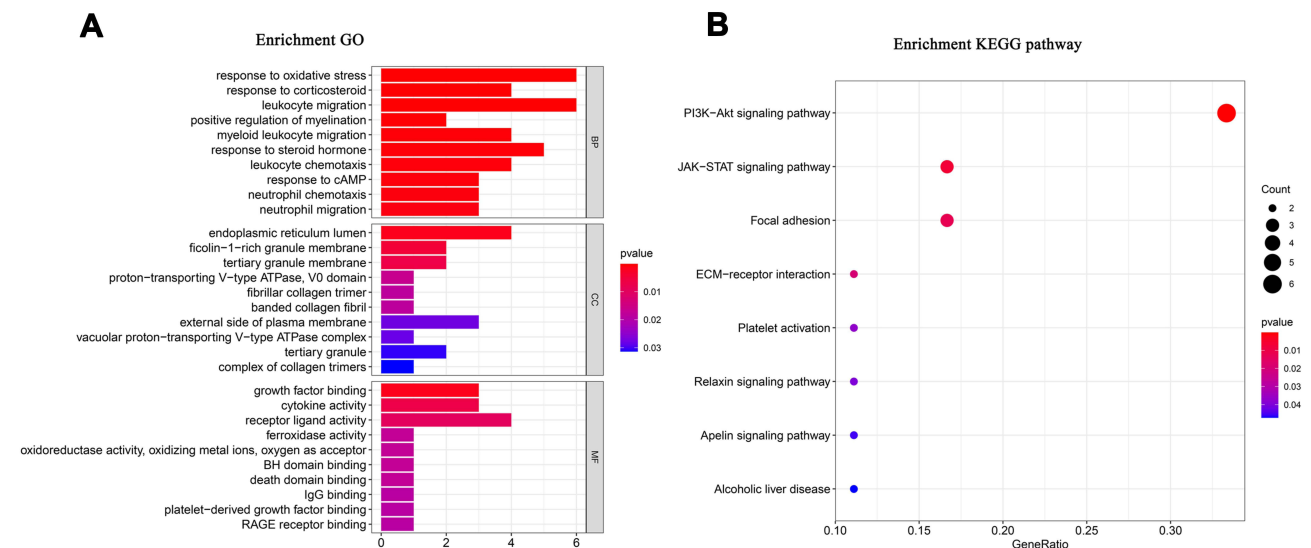 A
Enrichment GO
response to oxidative stress
response to corticosteroid
leukocyte migration
positive regulation of myelination
myeloid leukocyte migration
response to steroid hormone
leukocyte chemotaxis
response to cAMP
neutrophil chemotaxis
neutrophil migration
BP
endoplasmic reticulum lumen
ficolin−1−rich granule membrane
tertiary granule membrane
proton−transporting V−type ATPase, V0 domain
fibrillar collagen trimer
banded collagen fibril
external side of plasma membrane
vacuolar proton−transporting V−type ATPase complex
tertiary granule
complex of collagen trimers
CC
growth factor binding
cytokine activity
receptor ligand activity
ferroxidase activity
oxidoreductase activity, oxidizing metal ions, oxygen as acceptor
BH domain binding
death domain binding
IgG binding
platelet−derived growth factor binding
RAGE receptor binding
MF
0 2 4 6
pvalue
0.01
0.02
0.03
B
Enrichment KEGG pathway
PI3K−Akt signaling pathway
JAK−STAT signaling pathway
Focal adhesion
ECM−receptor interaction
Platelet activation
Relaxin signaling pathway
Apelin signaling pathway
Alcoholic liver disease
0.10 0.15 0.20 0.25 0.30
GeneRatio
Count
2
3
4
5
6
pvalue
0.01
0.02
0.03
0.04